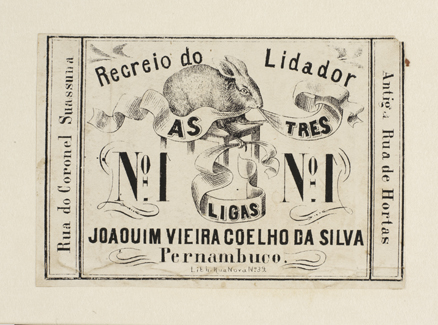 Recreio do Lidador
AS TRES
No. 1 No. 1
LIGAS
JOAQUIM VIEIRA COELHO DA SILVA
Pernambuco.
Rua do Coronel Suassuna
Antiga Rua de Hortas